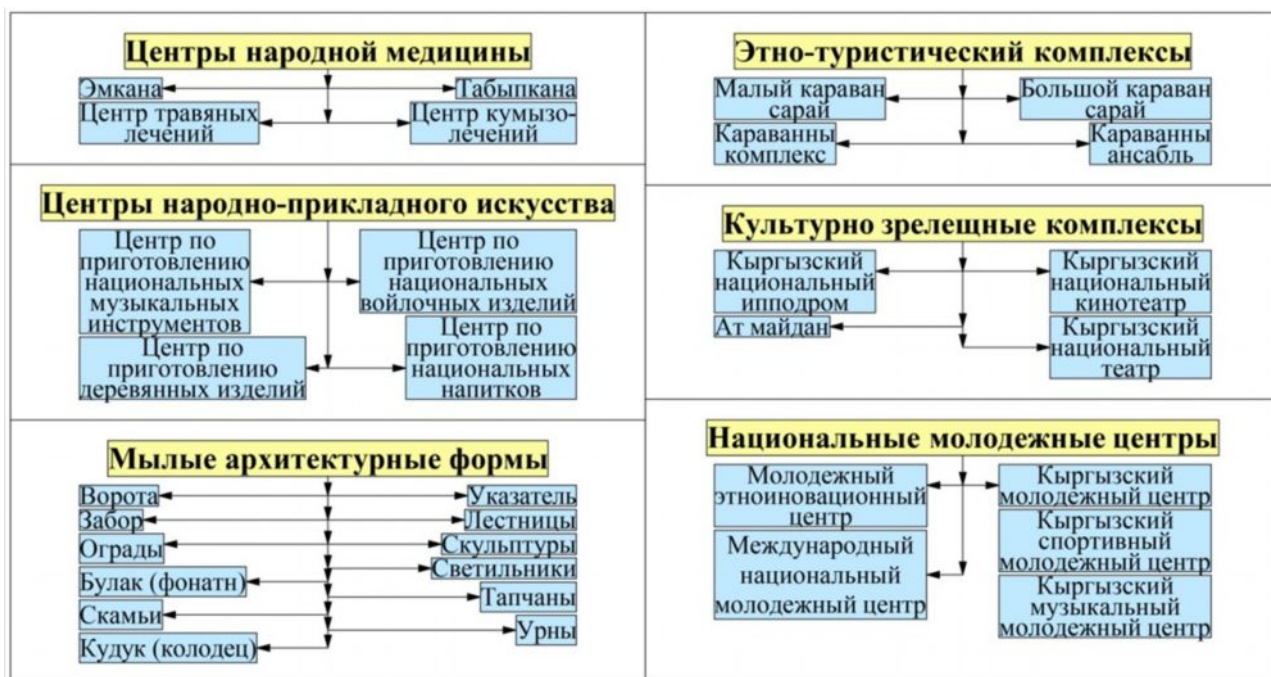 Центры народной медицины
Эмкана
Табыпкана
Центр травяных
лечений
Центр кумызо-
лечений
Центры народно-прикладного искусства
Центр по
приготовлению
национальных
музыкальных
инструментов
Центр по
приготовлению
национальных
войлочных изделий
Центр по
приготовлению
деревянных изделий
Центр по
приготовлению
национальных
напитков
Мылые архитектурные формы
Ворота
Указатель
Забор
Лестницы
Ограды
Скульптуры
Булак (фонатн)
Светильники
Тапчаны
Скамьи
Урны
Кудук (колодец)
Этно-туристический комплексы
Малый караван
сарай
Большой караван
сарай
Караванны
комплекс
Караванны
ансабль
Культурно зрелещные комплексы
Кыргызский
национальный
ипподром
Кыргызский
национальный
кинотеатр
Ат майдан
Кыргызский
национальный
театр
Национальные молодежные центры
Молодежный
этноиновационный
центр
Кыргызский
молодежный центр
Международный
национальный
молодежный центр
Кыргызский
спортивный
молодежный центр
Кыргызский
музыкальный
молодежный центр